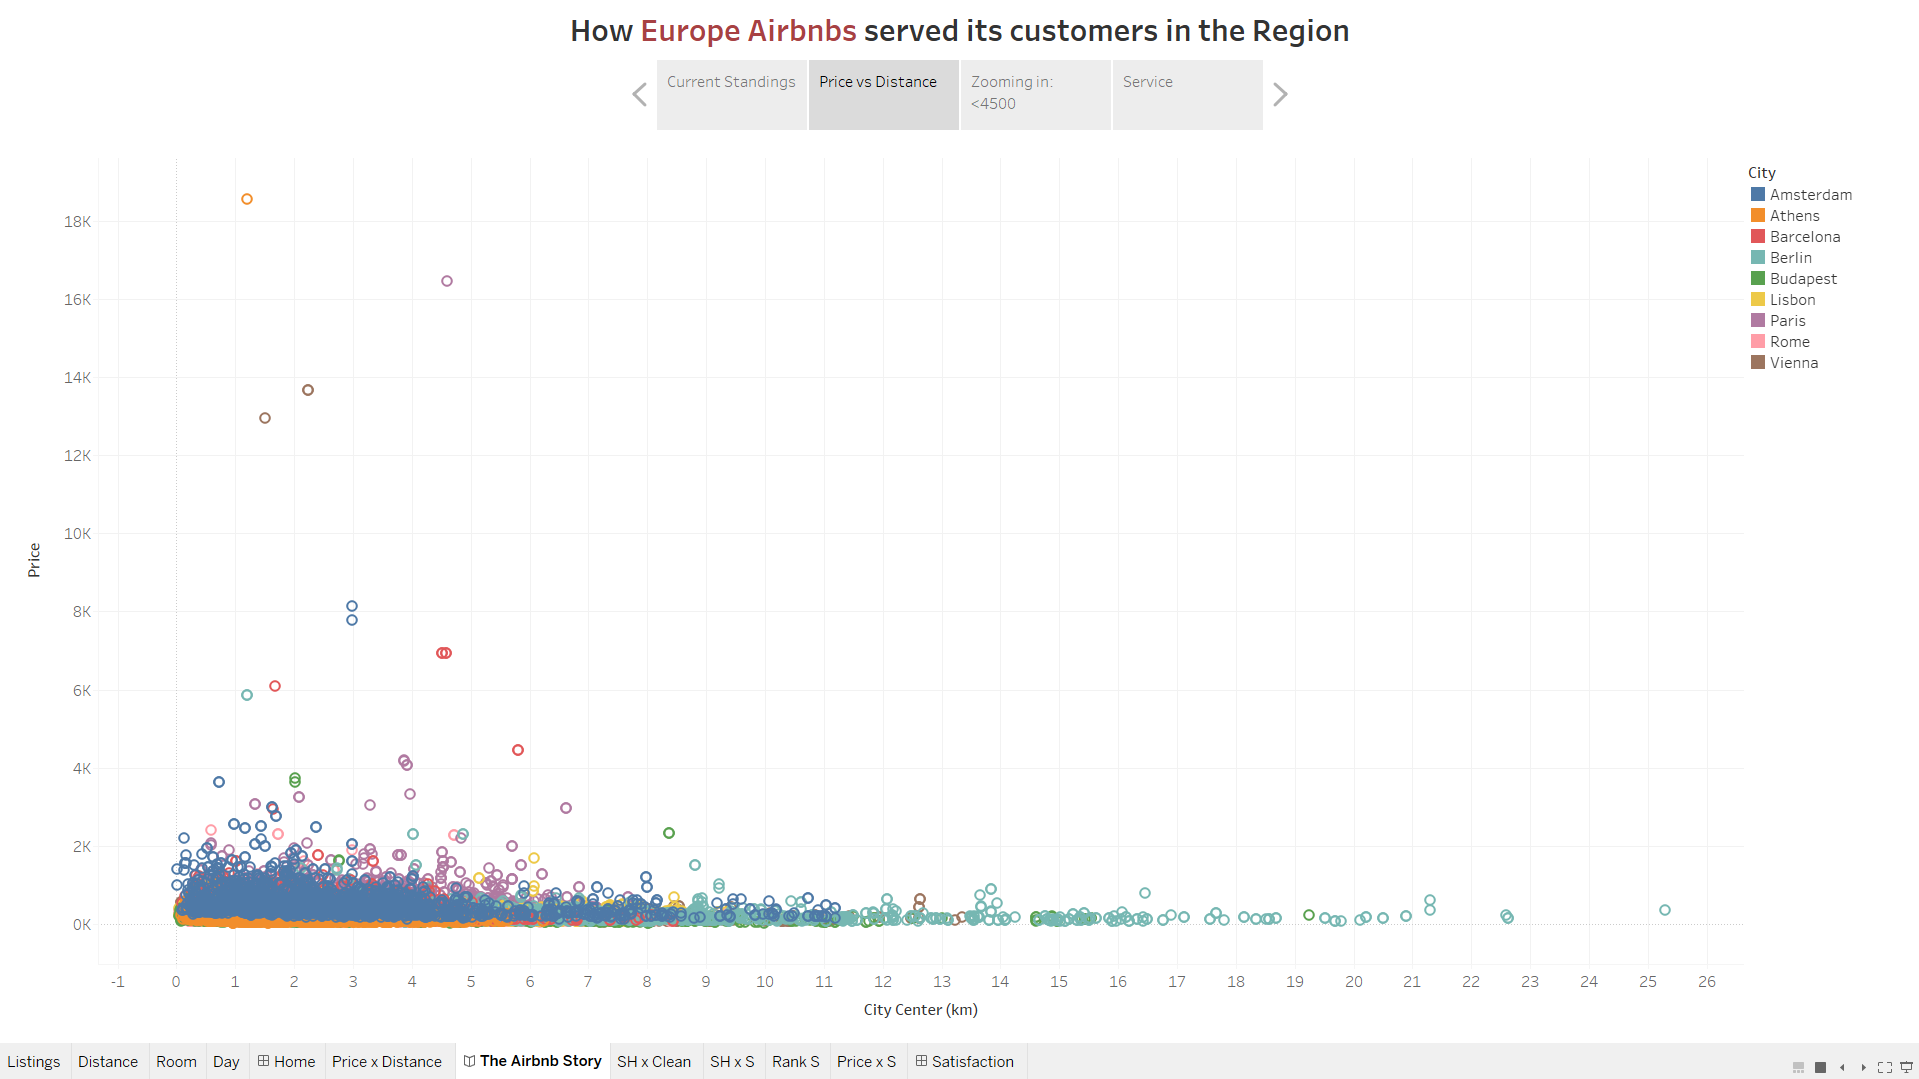 How Europe Airbnbs served its customers in the Region
Current Standings
Price vs Distance
Zooming in:
<4500
Service
City
Amsterdam
Athens
Barcelona
Berlin
Budapest
Lisbon
Paris
Rome
Vienna
18K
16K
14K
12K
10K
8K
6K
4K
2K
0K
Price
-1 0 1 2 3 4 5 6 7 8 9 10 11 12 13 14 15 16 17 18 19 20 21 22 23 24 25 26
City Center (km)
Listings Distance Room Day Home Price x Distance The Airbnb Story SH x Clean SH x S Rank S Price x S Satisfaction